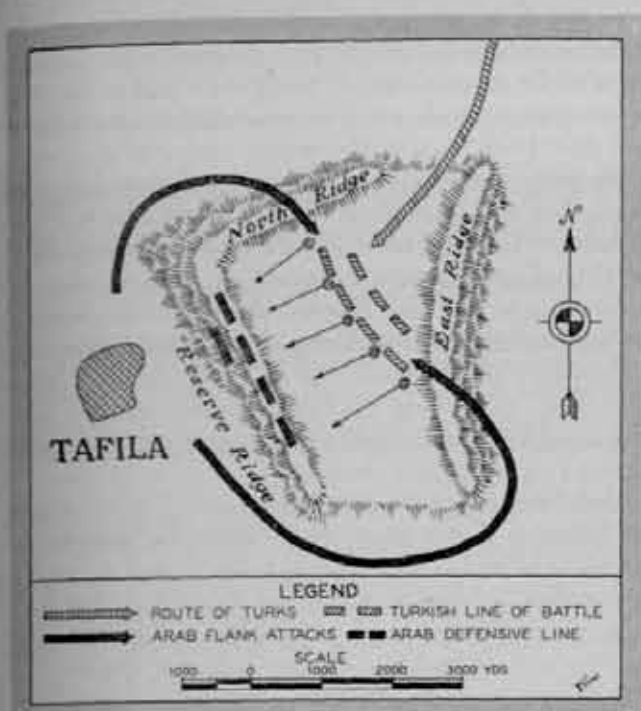 North Ridge
East Ridge
N
Reserve Ridge
TAFILA
LEGEND
ROUTE OF TURKS TURKISH LINE OF BATTLE
ARAB FLANK ATTACKS ARAB DEFENSIVE LINE
SCALE
1000 0 1000 2000 3000 YDS